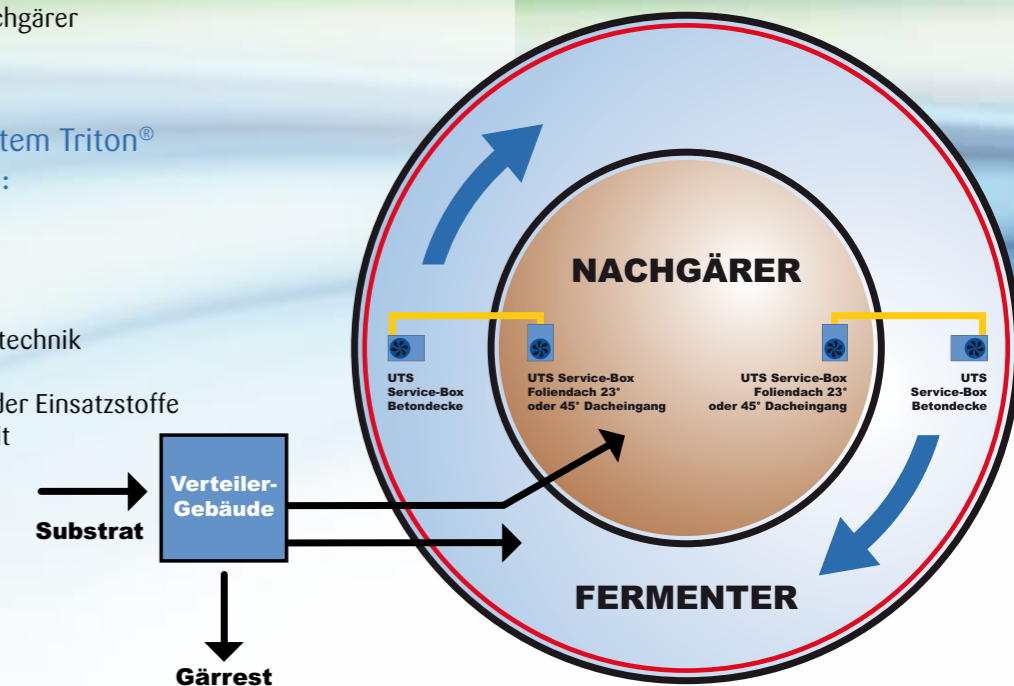 chgärer
tem Triton®
:
technik
der Einsatzstoffe
it
NACHGÄRER
UTS
Service-Box
Betondecke
UTS Service-Box
Foliendach 23°
oder 45° Dacheingang
UTS Service-Box
Foliendach 23°
oder 45° Dacheingang
UTS
Service-Box
Betondecke
Verteiler-
Gebäude
Substrat
FERMENTER
Gärrest